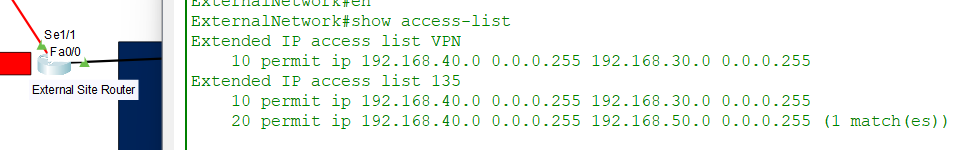 ExternalNetwork#en
ExternalNetwork#show access-list
Extended IP access list VPN
10 permit ip 192.168.40.0 0.0.0.255 192.168.30.0 0.0.0.255
Extended IP access list 135
10 permit ip 192.168.40.0 0.0.0.255 192.168.30.0 0.0.0.255
20 permit ip 192.168.40.0 0.0.0.255 192.168.50.0 0.0.0.255 (1 match(es))
Se1/1
Fa0/0
External Site Router